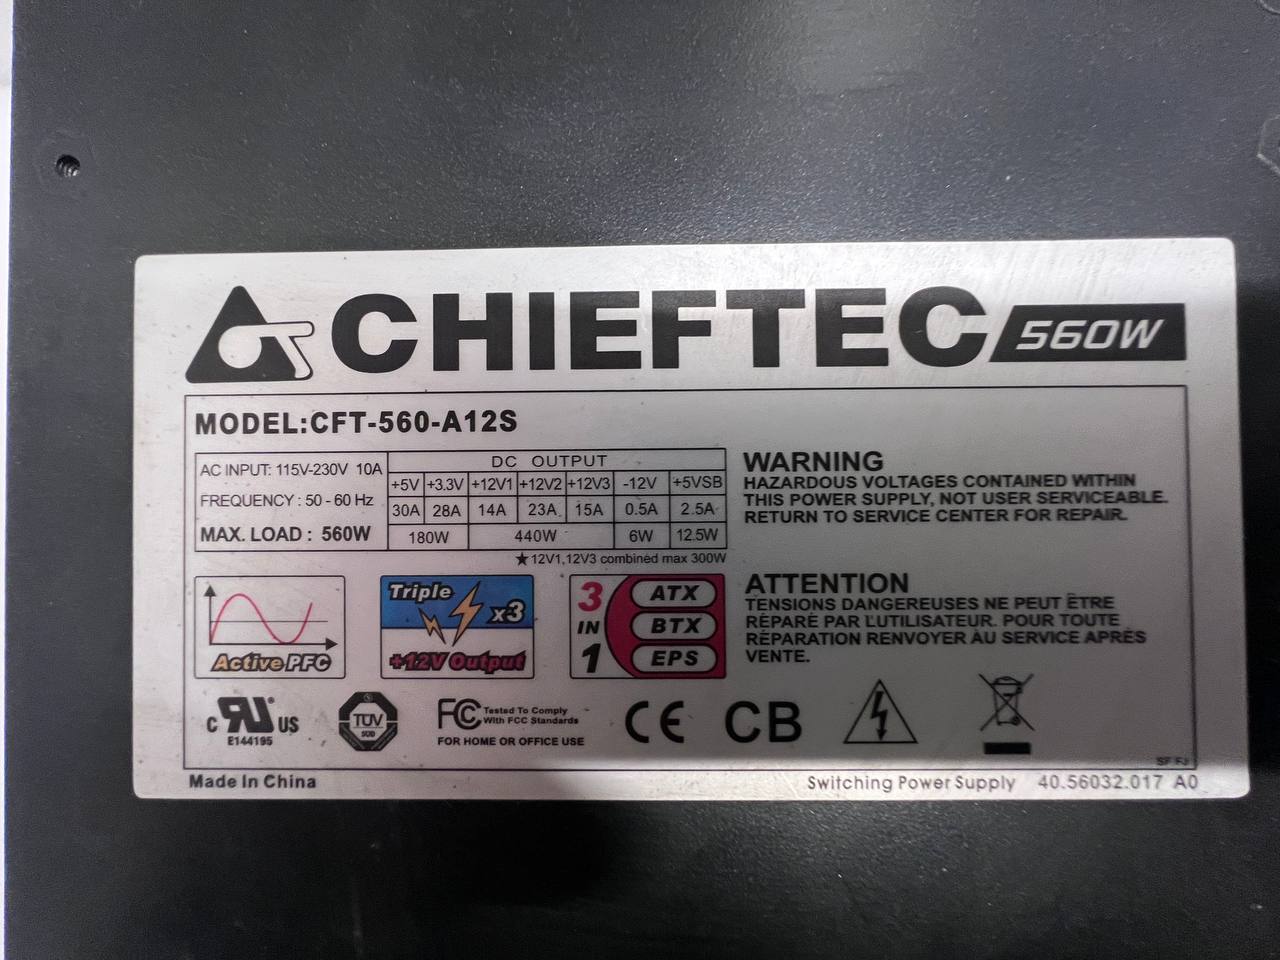 CHIEFTEC 560W
MODEL:CFT-560-A12S
AC INPUT: 115V-230V 10A
FREQUENCY : 50 - 60 Hz
MAX. LOAD : 560W
DC OUTPUT
+5V +3.3V +12V1 +12V2 +12V3 -12V +5VSB
30A 28A 14A 23A 15A 0.5A 2.5A
180W 440W 6W 12.5W
★12V1,12V3 combined max 300W
WARNING
HAZARDOUS VOLTAGES CONTAINED WITHIN
THIS POWER SUPPLY, NOT USER SERVICEABLE.
RETURN TO SERVICE CENTER FOR REPAIR.
Active PFC
Triple
x3
+12V Output
3
IN
1
ATX
BTX
EPS
ATTENTION
TENSIONS DANGEREUSES NE PEUT ÊTRE
RÉPARÉ PAR L'UTILISATEUR. POUR TOUTE
RÉPARATION RENVOYER ÀU SERVICE APRÈS
VENTE.
c RU US
E144195
TÜV
SÜD
FC Tested To Comply
With FCC Standards
FOR HOME OR OFFICE USE
CE
CB
SF FJ
Made In China
Switching Power Supply 40.56032.017 A0